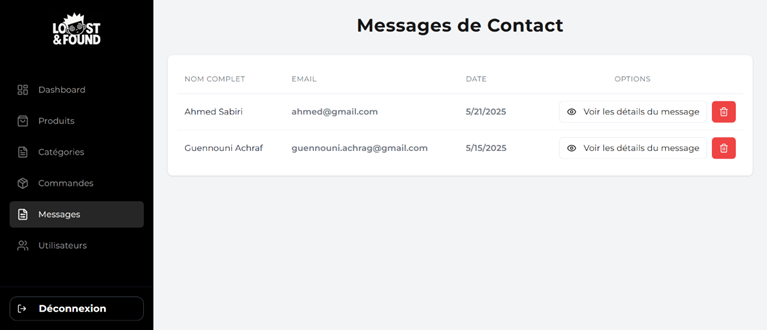 LOOST
& FOUND
Dashboard
Produits
Catégories
Commandes
Messages
Utilisateurs
Déconnexion
Messages de Contact
NOM COMPLET EMAIL DATE OPTIONS
Ahmed Sabiri ahmed@gmail.com 5/21/2025 Voir les détails du message
Guennouni Achraf guennouni.achrag@gmail.com 5/15/2025 Voir les détails du message